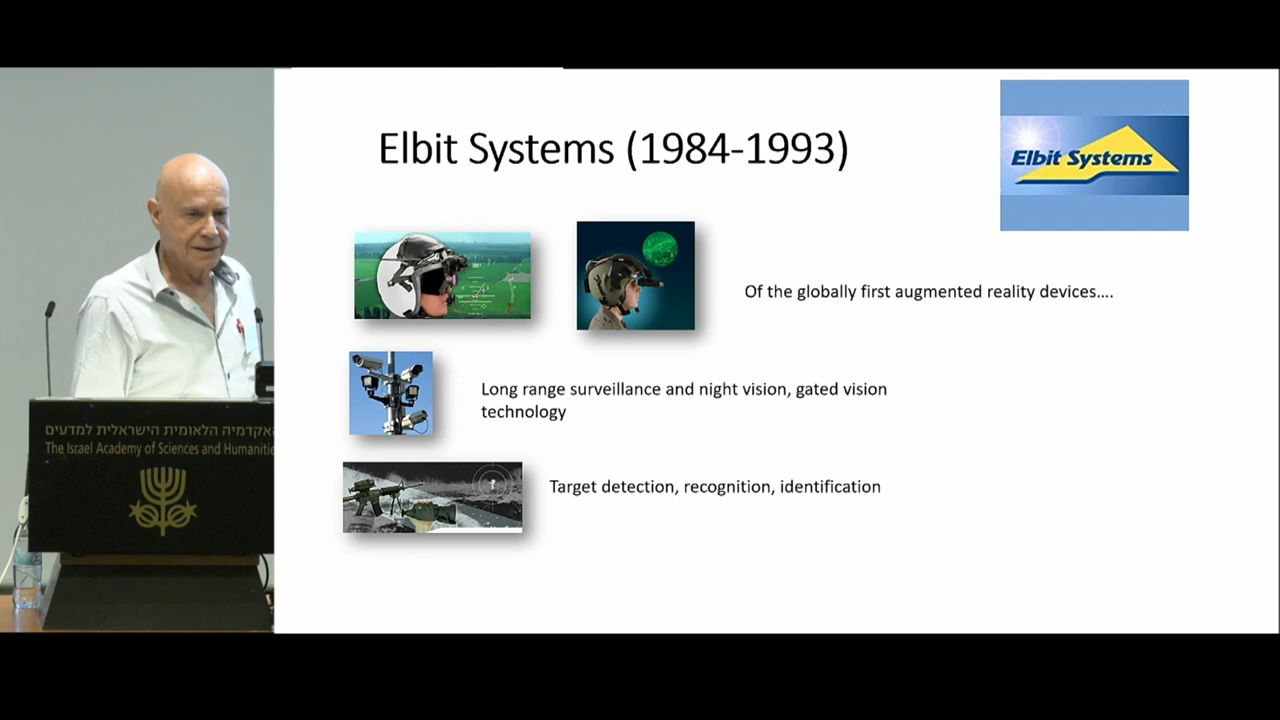 Elbit Systems (1984-1993)
Elbit Systems
Of the globally first augmented reality devices....
Long range surveillance and night vision, gated vision
technology
Target detection, recognition, identification
האקדמיה הלאומית הישראלית למדעים
The Israel Academy of Sciences and Humanitie